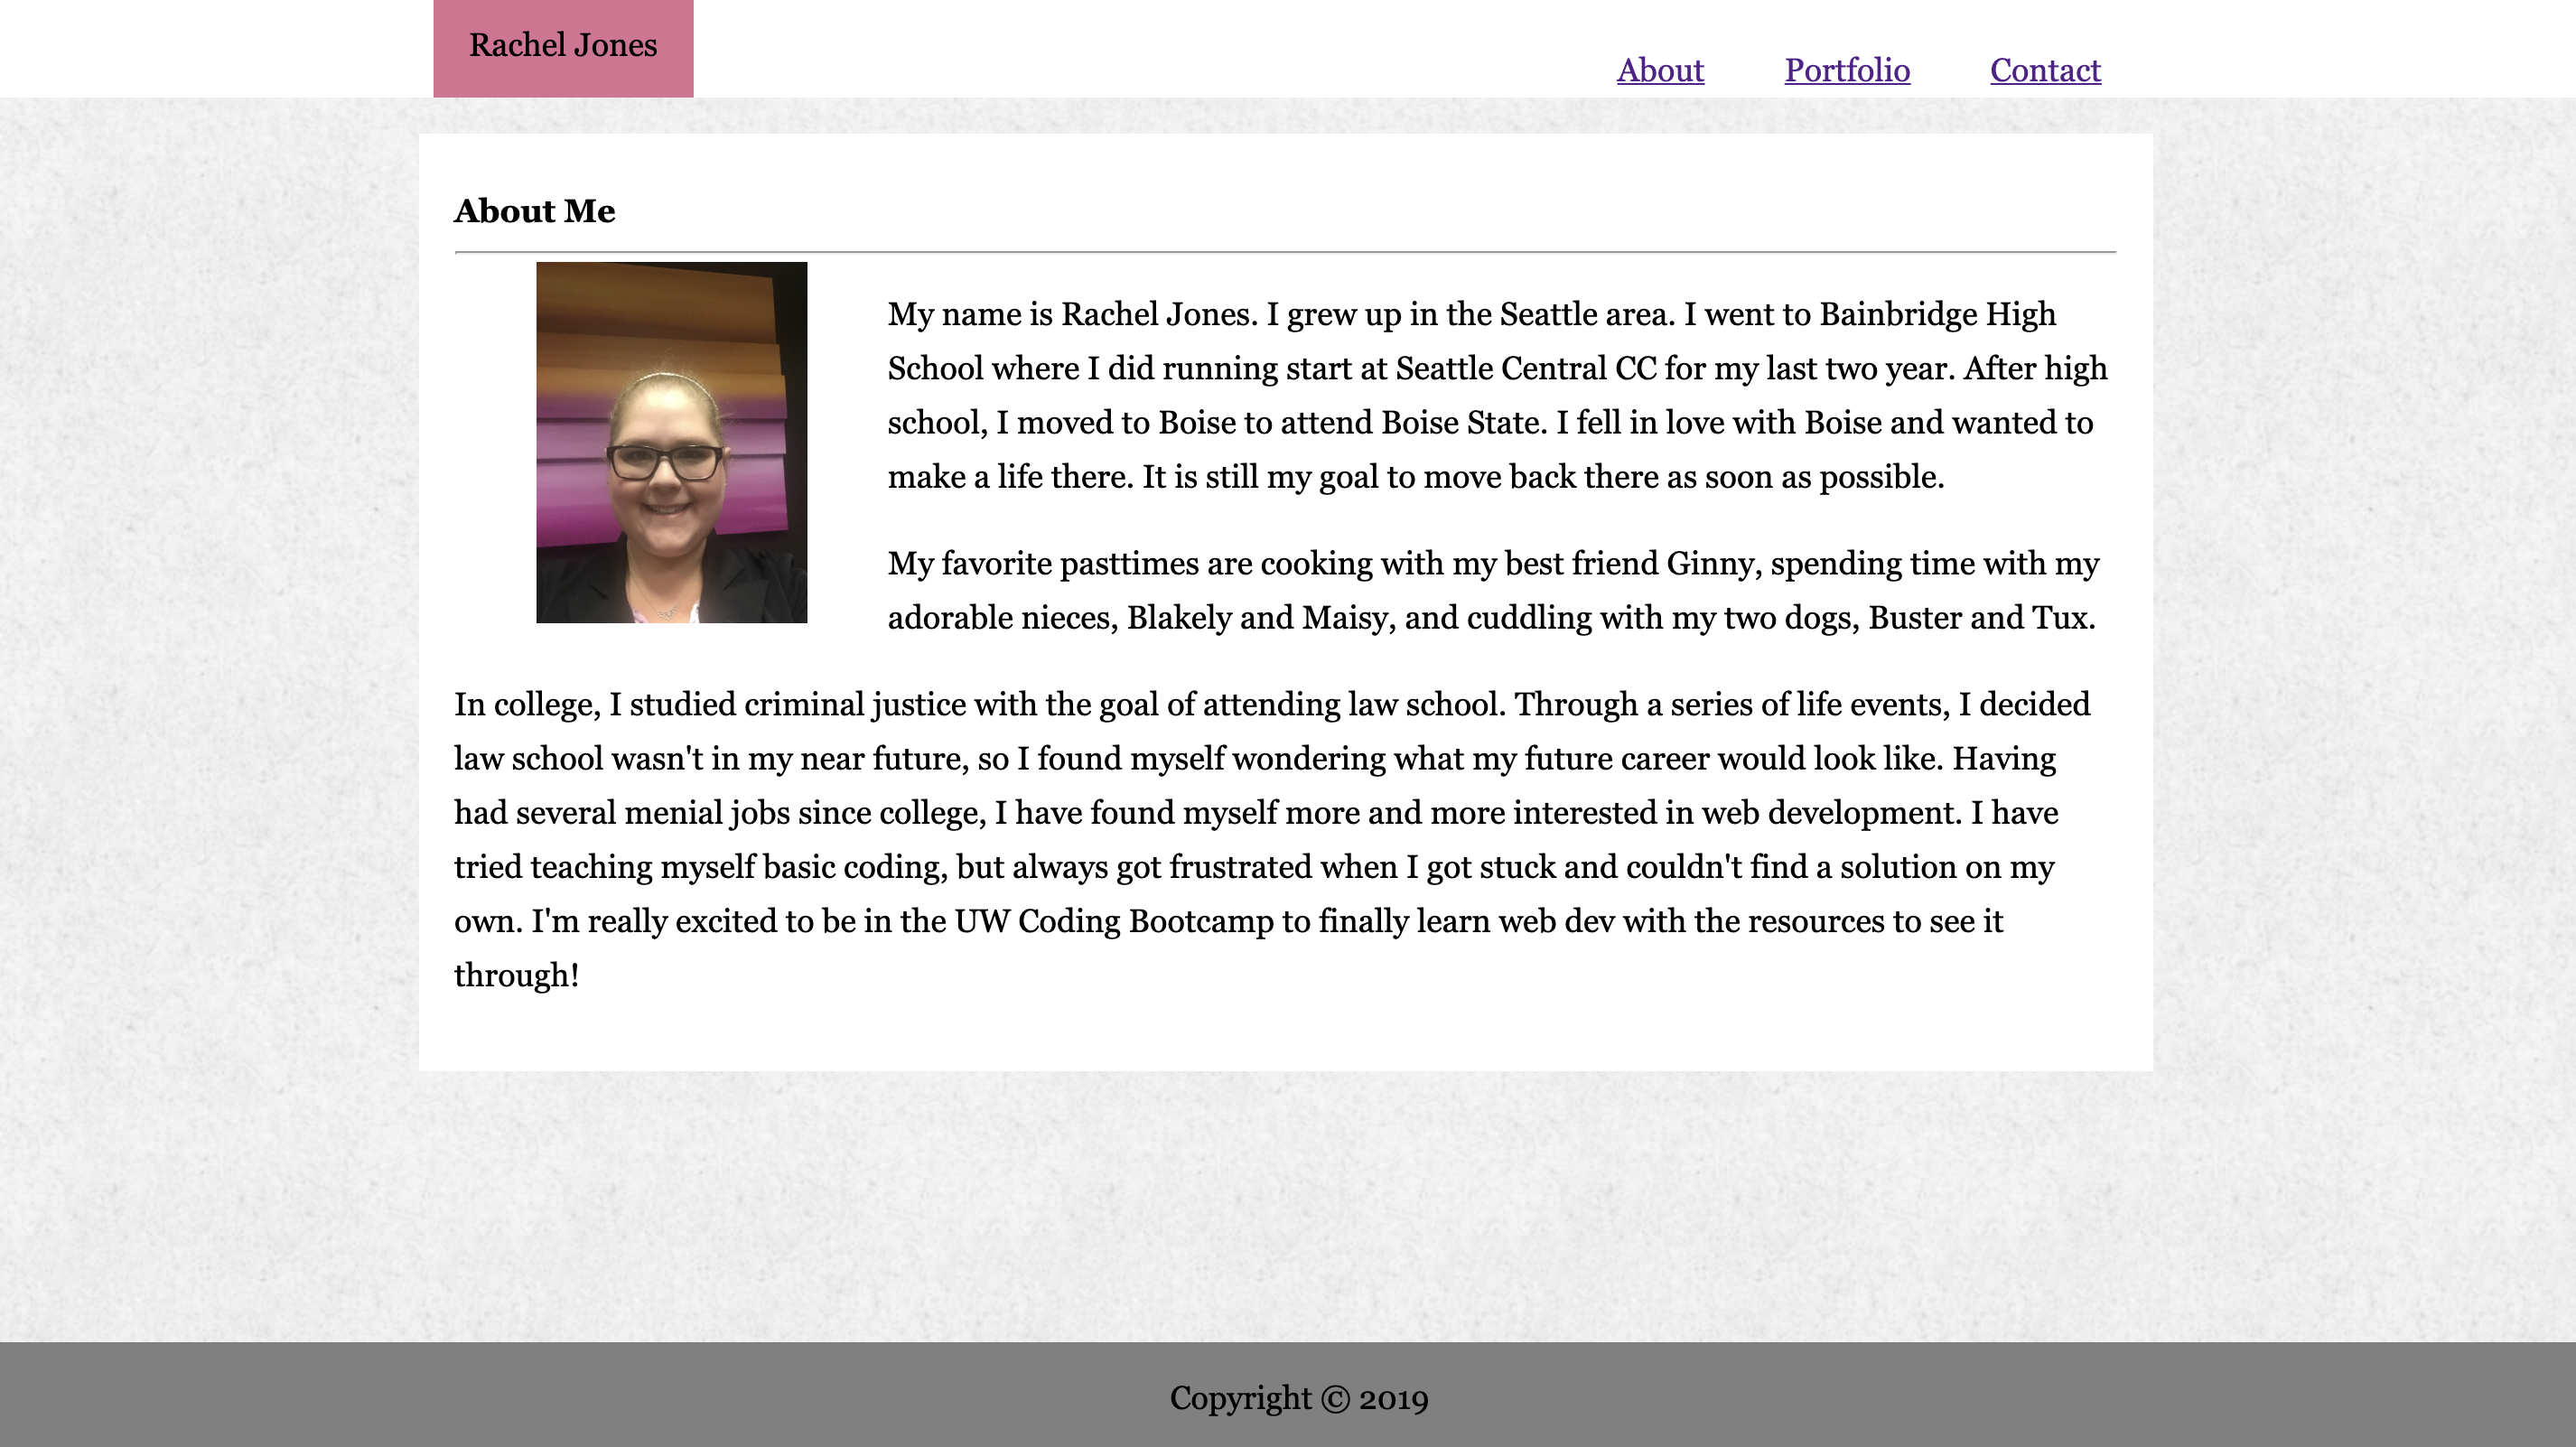 Rachel Jones
About Portfolio Contact
About Me
My name is Rachel Jones. I grew up in the Seattle area. I went to Bainbridge High
School where I did running start at Seattle Central CC for my last two year. After high
school, I moved to Boise to attend Boise State. I fell in love with Boise and wanted to
make a life there. It is still my goal to move back there as soon as possible.
My favorite pasttimes are cooking with my best friend Ginny, spending time with my
adorable nieces, Blakely and Maisy, and cuddling with my two dogs, Buster and Tux.
In college, I studied criminal justice with the goal of attending law school. Through a series of life events, I decided
law school wasn't in my near future, so I found myself wondering what my future career would look like. Having
had several menial jobs since college, I have found myself more and more interested in web development. I have
tried teaching myself basic coding, but always got frustrated when I got stuck and couldn't find a solution on my
own. I'm really excited to be in the UW Coding Bootcamp to finally learn web dev with the resources to see it
through!
Copyright © 2019